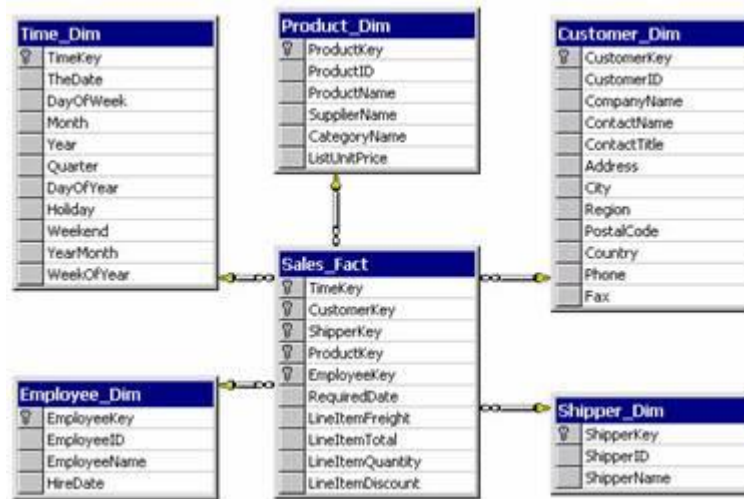 Time_Dim
TimeKey
TheDate
DayOfWeek
Month
Year
Quarter
DayOfYear
Holiday
Weekend
YearMonth
WeekOfYear
Product_Dim
ProductKey
ProductID
ProductName
SupplierName
CategoryName
ListUnitPrice
Customer_Dim
CustomerKey
CustomerID
CompanyName
ContactName
ContactTitle
Address
City
Region
PostalCode
Country
Phone
Fax
Sales_Fact
TimeKey
CustomerKey
ShipperKey
ProductKey
EmployeeKey
RequiredDate
LineItemFreight
LineItemTotal
LineItemQuantity
LineItemDiscount
Employee_Dim
EmployeeKey
EmployeeID
EmployeeName
HireDate
Shipper_Dim
ShipperKey
ShipperID
ShipperName